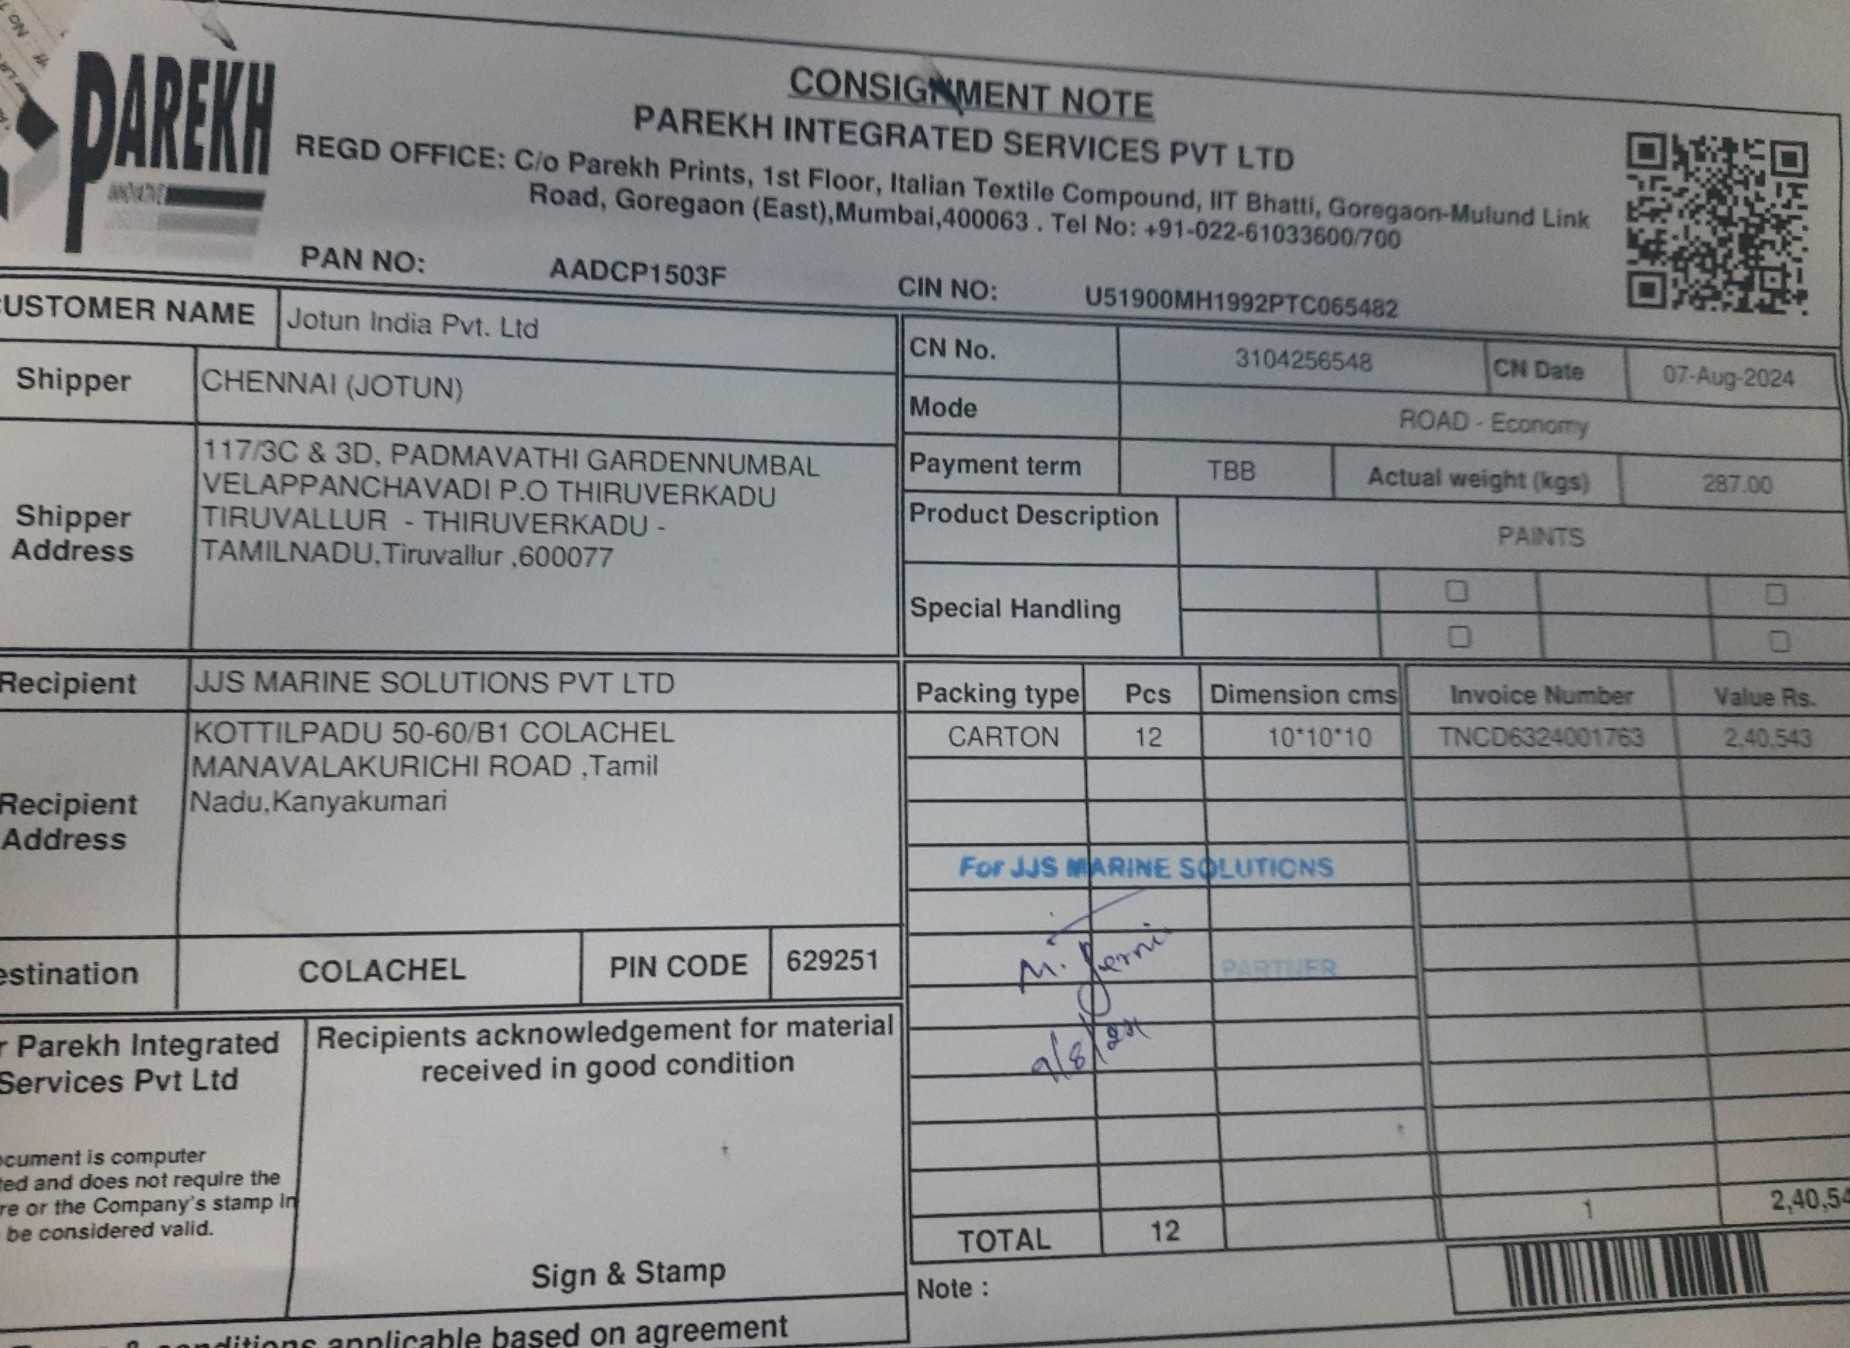 PAREKH
INNOVATIVE
CONSIGNMENT NOTE
PAREKH INTEGRATED SERVICES PVT LTD
REGD OFFICE: C/o Parekh Prints, 1st Floor, Italian Textile Compound, IIT Bhatti, Goregaon-Mulund Link
Road, Goregaon (East),Mumbai,400063 . Tel No: +91-022-61033600/700
PAN NO: AADCP1503F CIN NO: U51900MH1992PTC065482
CUSTOMER NAME Jotun India Pvt. Ltd
Shipper CHENNAI (JOTUN)
Shipper
Address
117/3C & 3D, PADMAVATHI GARDENNUMBAL
VELAPPANCHAVADI P.O THIRUVERKADU
TIRUVALLUR - THIRUVERKADU -
TAMILNADU,Tiruvallur ,600077
CN No. 3104256548 CN Date 07-Aug-2024
Mode ROAD - Economy
Payment term TBB Actual weight (kgs) 287.00
Product Description PAINTS
Special Handling
Recipient JJS MARINE SOLUTIONS PVT LTD
Recipient
Address
KOTTILPADU 50-60/B1 COLACHEL
MANAVALAKURICHI ROAD ,Tamil
Nadu,Kanyakumari
estination COLACHEL PIN CODE 629251
Packing type Pcs Dimension cms Invoice Number Value Rs.
CARTON 12 10*10*10 TNCD6324001763 2,40,543
For JJS MARINE SOLUTIONS
PARTNER
9/8/24
TOTAL 12 1 2,40,54
Note :
r Parekh Integrated
Services Pvt Ltd
ocument is computer
ted and does not require the
re or the Company's stamp in
be considered valid.
Recipients acknowledgement for material
received in good condition
Sign & Stamp
& conditions applicable based on agreement